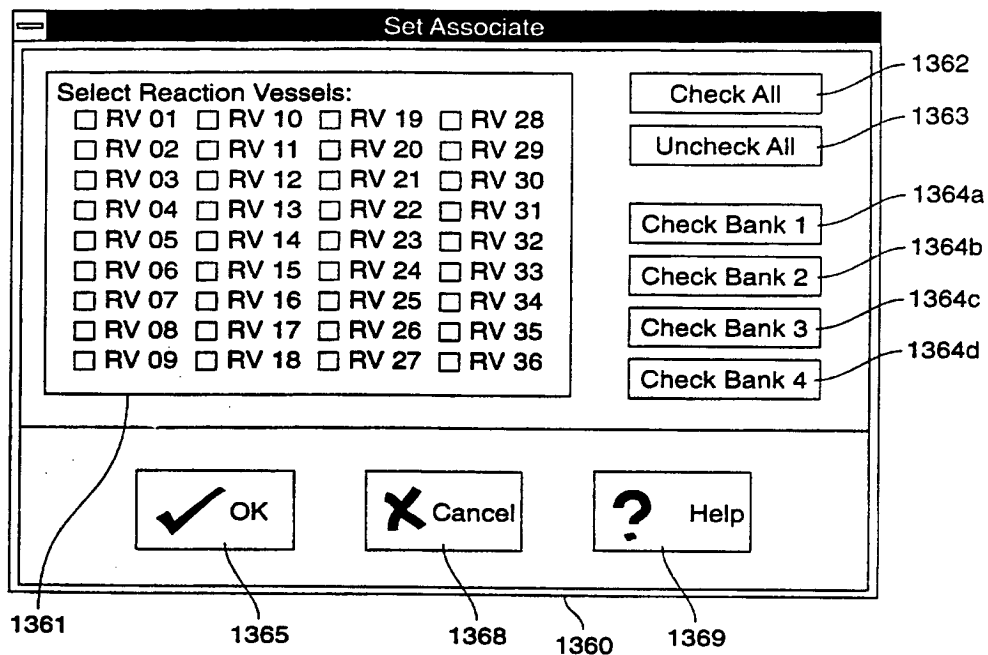 Set Associate
Select Reaction Vessels:
RV 01 RV 10 RV 19 RV 28
RV 02 RV 11 RV 20 RV 29
RV 03 RV 12 RV 21 RV 30
RV 04 RV 13 RV 22 RV 31
RV 05 RV 14 RV 23 RV 32
RV 06 RV 15 RV 24 RV 33
RV 07 RV 16 RV 25 RV 34
RV 08 RV 17 RV 26 RV 35
RV 09 RV 18 RV 27 RV 36
Check All
1362
Uncheck All
1363
Check Bank 1
1364a
Check Bank 2
1364b
Check Bank 3
1364c
Check Bank 4
1364d
OK
Cancel
Help
1361
1365
1368
1360
1369